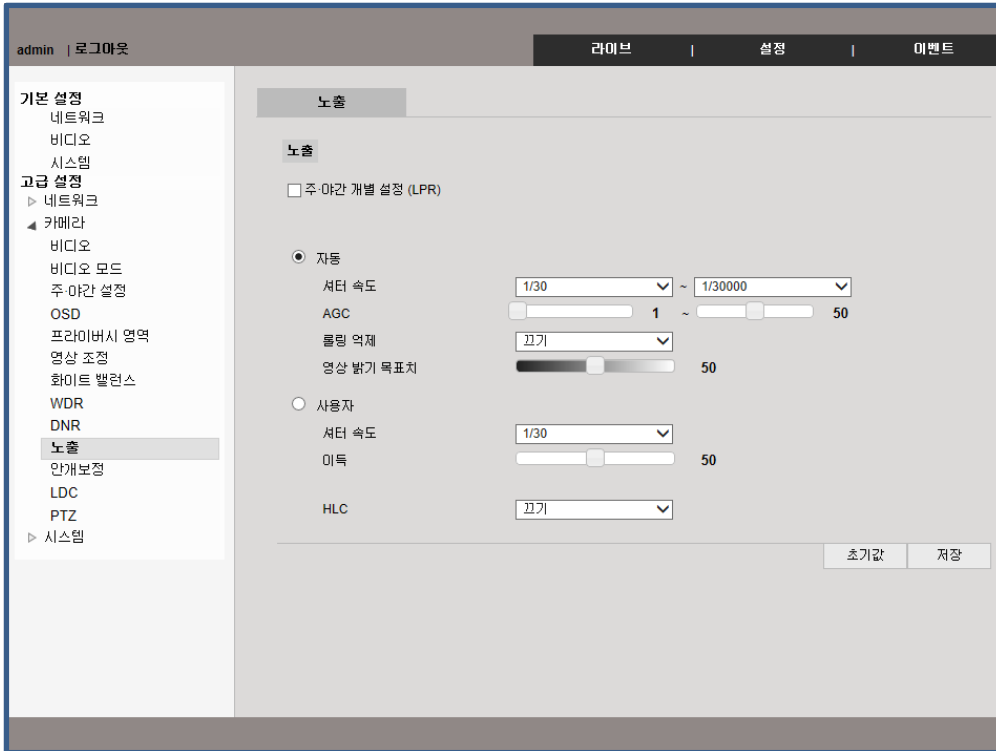 admin | 로그아웃
라이브 | 설정 | 이벤트
기본 설정
네트워크
비디오
시스템
고급 설정
네트워크
카메라
비디오
비디오 모드
주·야간 설정
OSD
프라이버시 영역
영상 조정
화이트 밸런스
WDR
DNR
노출
안개보정
LDC
PTZ
시스템
노출
노출
주·야간 개별 설정 (LPR)
자동
셔터 속도 1/30 ~ 1/30000
AGC 1 ~ 50
롤링 억제 끄기
영상 밝기 목표치 50
사용자
셔터 속도 1/30
이득 50
HLC 끄기
초기값 저장